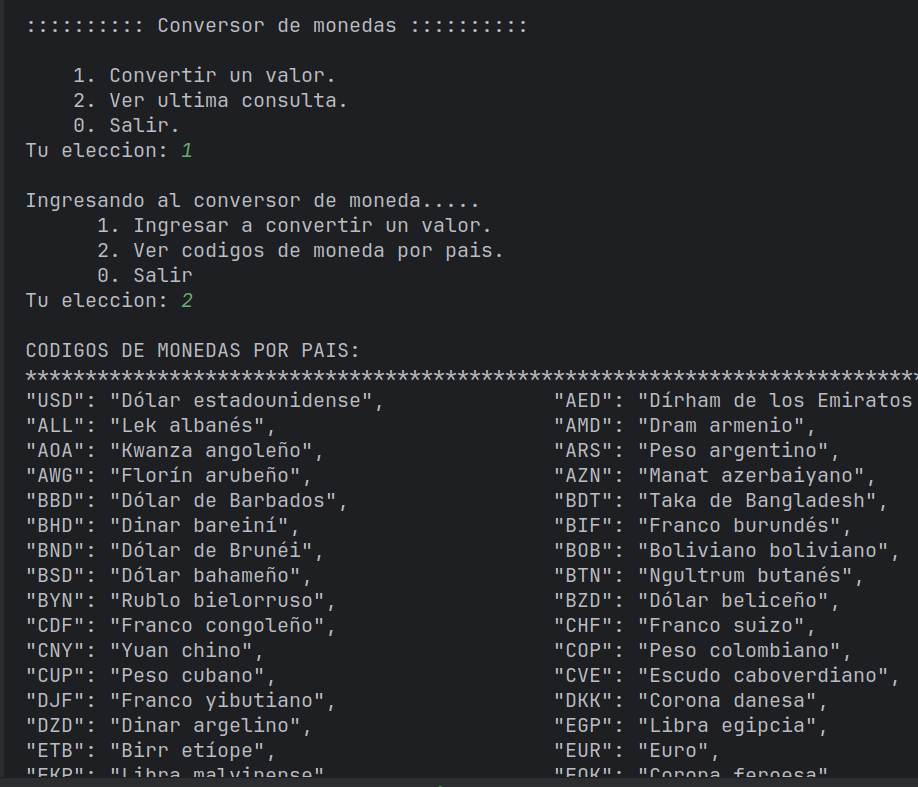 :::::::::: Conversor de monedas ::::::::::
1. Convertir un valor.
2. Ver ultima consulta.
0. Salir.
Tu eleccion: 1
Ingresando al conversor de moneda.....
1. Ingresar a convertir un valor.
2. Ver codigos de moneda por pais.
0. Salir
Tu eleccion: 2
CODIGOS DE MONEDAS POR PAIS:
***************************************************************************
"USD": "Dólar estadounidense", "AED": "Dírham de los Emiratos
"ALL": "Lek albanés", "AMD": "Dram armenio",
"AOA": "Kwanza angoleño", "ARS": "Peso argentino",
"AWG": "Florín arubeño", "AZN": "Manat azerbaiyano",
"BBD": "Dólar de Barbados", "BDT": "Taka de Bangladesh",
"BHD": "Dinar bareiní", "BIF": "Franco burundés",
"BND": "Dólar de Brunéi", "BOB": "Boliviano boliviano",
"BSD": "Dólar bahameño", "BTN": "Ngultrum butanés",
"BYN": "Rublo bielorruso", "BZD": "Dólar beliceño",
"CDF": "Franco congoleño", "CHF": "Franco suizo",
"CNY": "Yuan chino", "COP": "Peso colombiano",
"CUP": "Peso cubano", "CVE": "Escudo caboverdiano",
"DJF": "Franco yibutiano", "DKK": "Corona danesa",
"DZD": "Dinar argelino", "EGP": "Libra egipcia",
"ETB": "Birr etíope", "EUR": "Euro",
"FKP": "Libra malvinense" "FOK": "Corona feroesa"